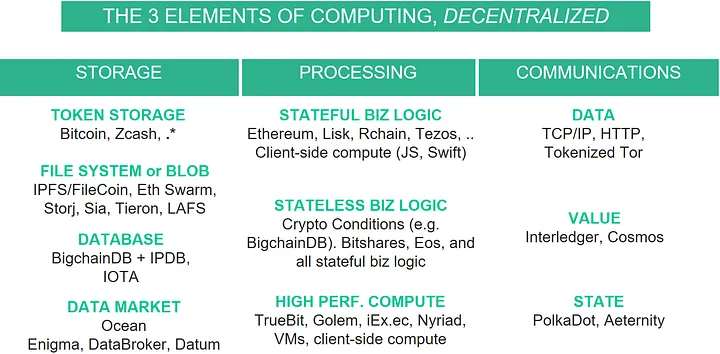 THE 3 ELEMENTS OF COMPUTING, DECENTRALIZED
STORAGE
TOKEN STORAGE
Bitcoin, Zcash, .*
FILE SYSTEM or BLOB
IPFS/FileCoin, Eth Swarm,
Storj, Sia, Tieron, LAFS
DATABASE
BigchainDB + IPDB,
IOTA
DATA MARKET
Ocean
Enigma, DataBroker, Datum
PROCESSING
STATEFUL BIZ LOGIC
Ethereum, Lisk, Rchain, Tezos, ..
Client-side compute (JS, Swift)
STATELESS BIZ LOGIC
Crypto Conditions (e.g.
BigchainDB). Bitshares, Eos, and
all stateful biz logic
HIGH PERF. COMPUTE
TrueBit, Golem, iEx.ec, Nyriad,
VMs, client-side compute
COMMUNICATIONS
DATA
TCP/IP, HTTP,
Tokenized Tor
VALUE
Interledger, Cosmos
STATE
PolkaDot, Aeternity